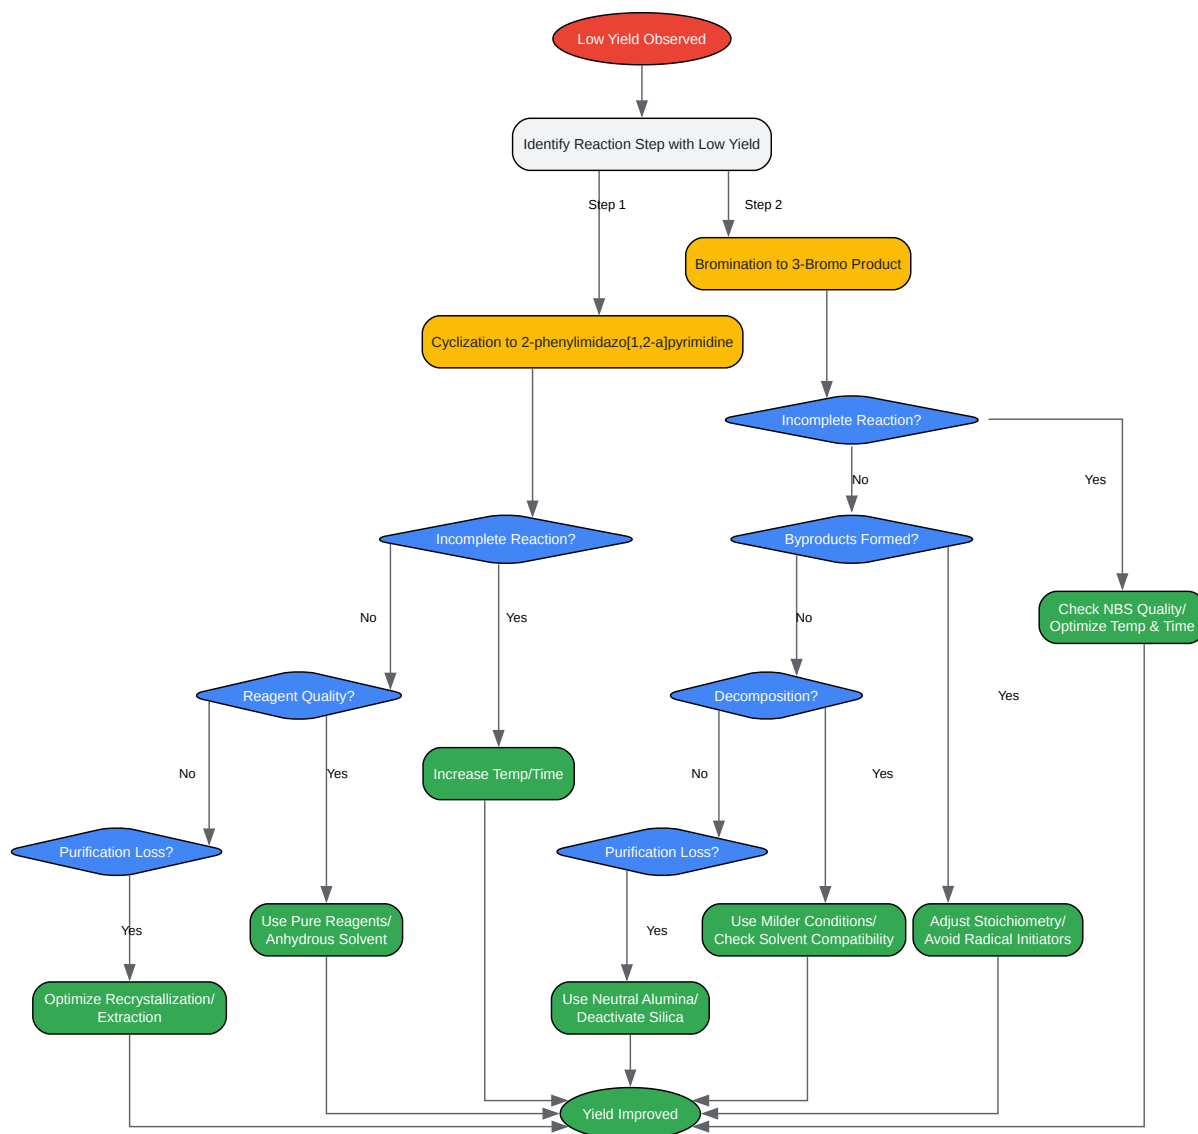 Low Yield Observed
Identify Reaction Step with Low Yield
Step 1
Step 2
Bromination to 3-Bromo Product
Cyclization to 2-phenylimidazo[1,2-a]pyrimidine
Incomplete Reaction?
No
Yes
Incomplete Reaction?
Byproducts Formed?
Check NBS Quality/
Optimize Temp & Time
No
Yes
No
Reagent Quality?
Decomposition?
Yes
No
Yes
Increase Temp/Time
No
Yes
Purification Loss?
Purification Loss?
Yes
Use Pure Reagents/
Anhydrous Solvent
Yes
Use Milder Conditions/
Check Solvent Compatibility
Adjust Stoichiometry/
Avoid Radical Initiators
Optimize Recrystallization/
Extraction
Use Neutral Alumina/
Deactivate Silica
Yield Improved